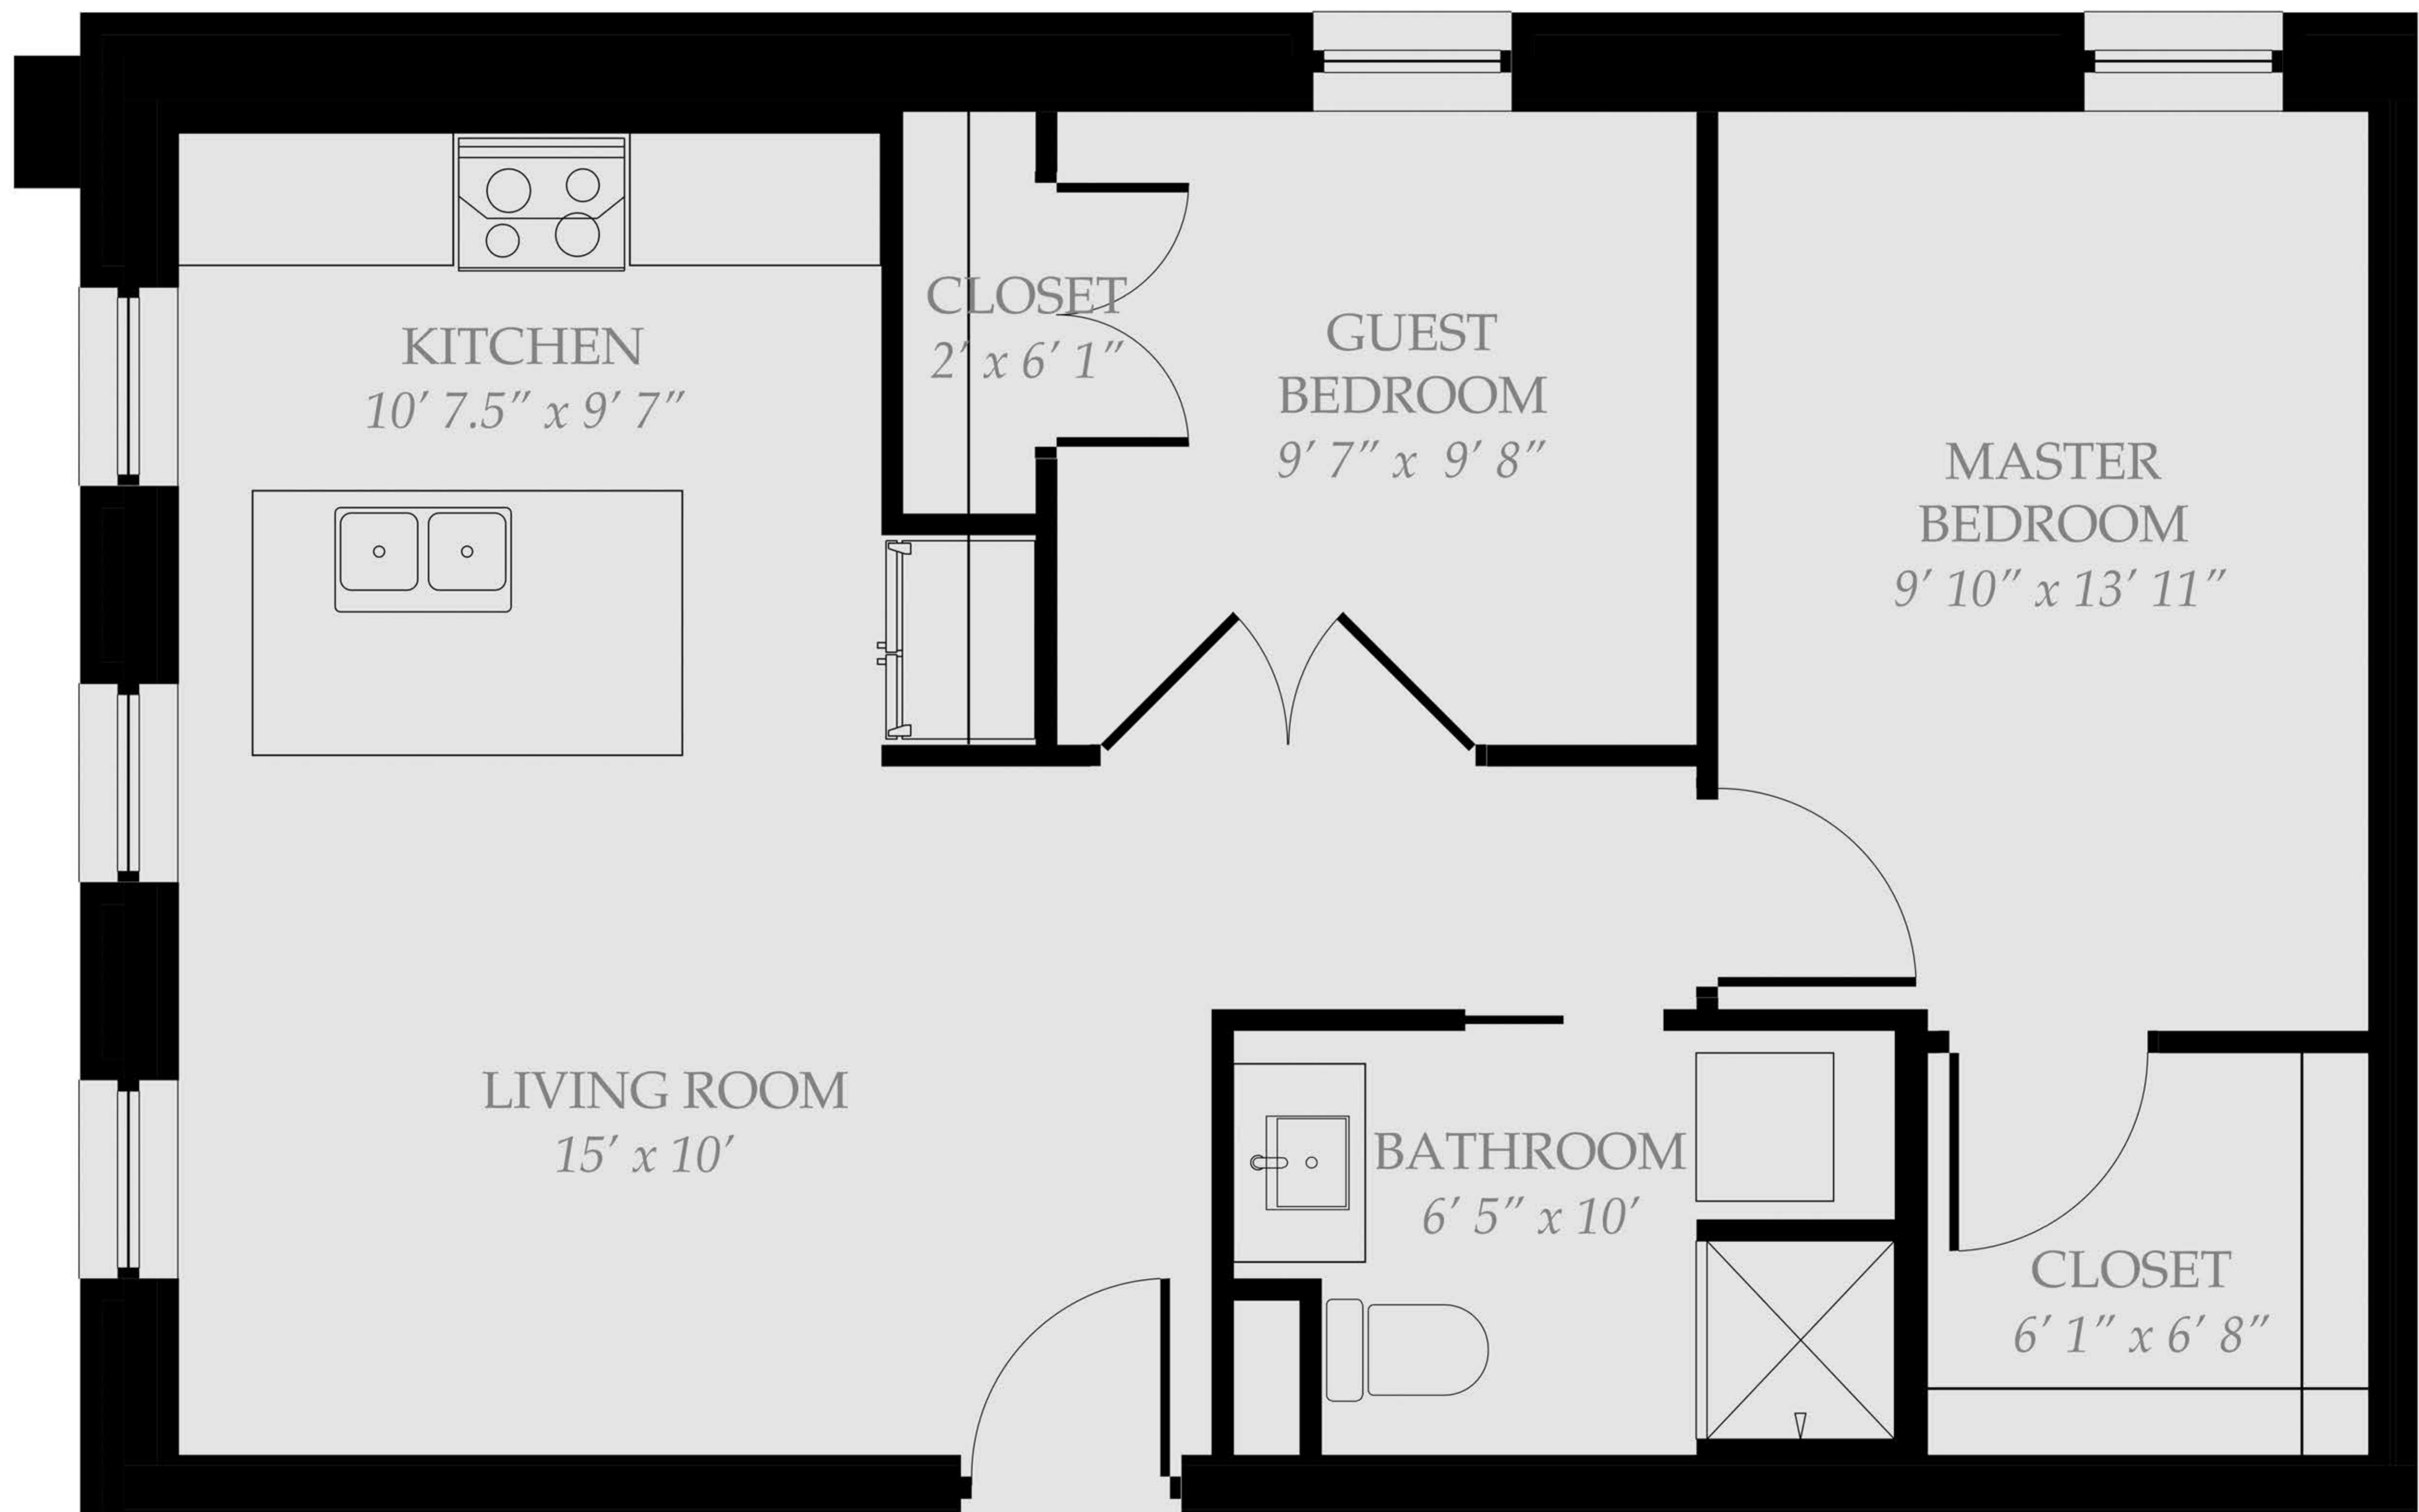 KITCHEN
10′ 7.5″ x 9′ 7″
CLOSET
2′ x 6′ 1″
GUEST
BEDROOM
9′ 7″ x 9′ 8″
MASTER
BEDROOM
9′ 10″ x 13′ 11″
LIVING ROOM
15′ x 10′
BATHROOM
6′ 5″ x 10′
CLOSET
6′ 1″ x 6′ 8″